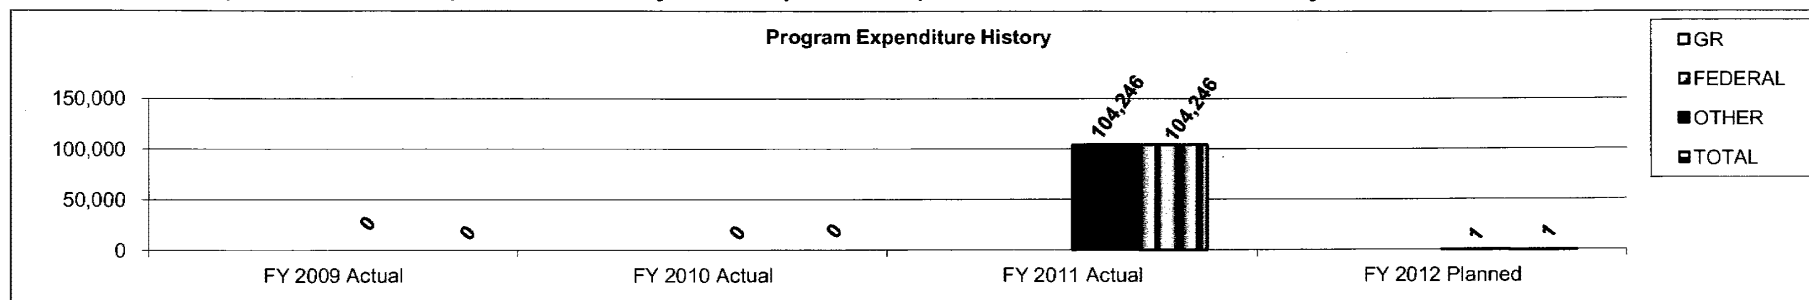 Program Expenditure History
GR
FEDERAL
OTHER
TOTAL
150,000
100,000
50,000
0
0
0
0
0
104,246
104,246
1
1
FY 2009 Actual
FY 2010 Actual
FY 2011 Actual
FY 2012 Planned